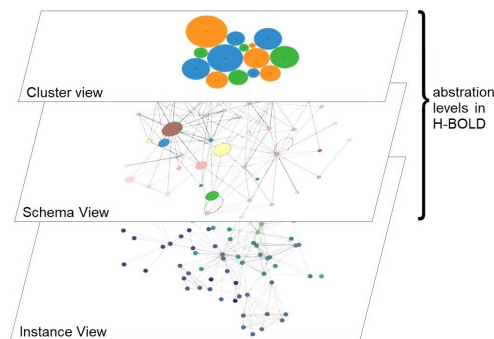 Cluster view
abstration
levels in
H-BOLD
Schema View
Instance View